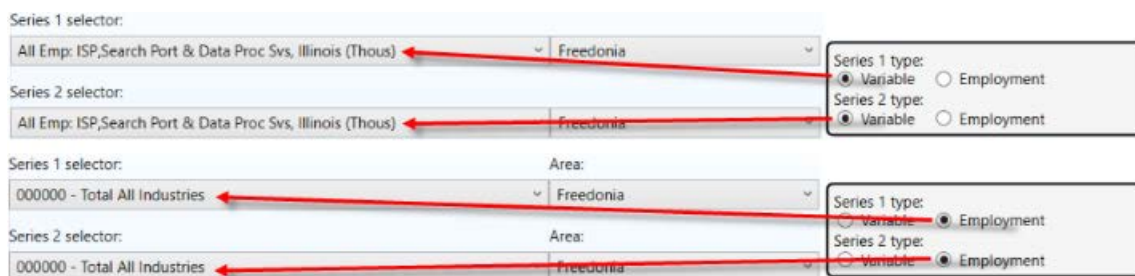 Series 1 selector:
All Emp: ISP,Search Port & Data Proc Svs, Illinois (Thous) Freedonia
Series 1 type:
Variable Employment
Series 2 selector:
Series 2 type:
All Emp: ISP,Search Port & Data Proc Svs, Illinois (Thous) Freedonia
Variable Employment
Series 1 selector: Area:
000000 - Total All Industries Freedonia
Series 1 type:
Variable Employment
Series 2 selector: Area:
Series 2 type:
000000 - Total All Industries Freedonia
Variable Employment